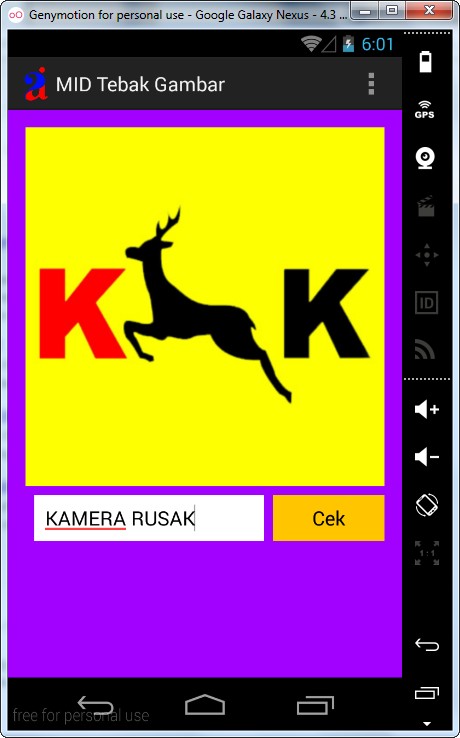 Genymotion for personal use - Google Galaxy Nexus - 4.3 ...
6:01
MID Tebak Gambar
GPS
K K
ID
KAMERA RUSAK
Cek
1:1
free for personal use